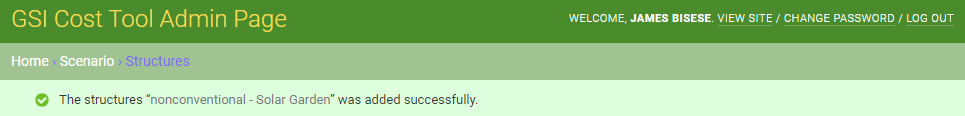 GSI Cost Tool Admin Page
WELCOME, JAMES BISESE. VIEW SITE / CHANGE PASSWORD / LOG OUT
Home › Scenario › Structures
The structures “nonconventional - Solar Garden” was added successfully.